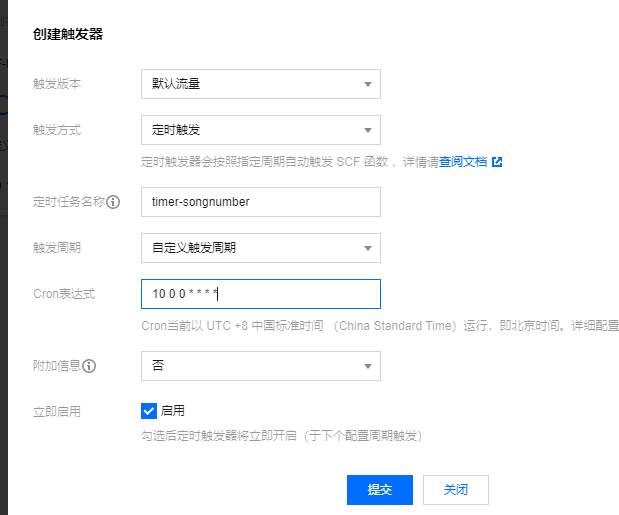 创建触发器
触发版本 默认流量
触发方式 定时触发
定时触发器会按照指定周期自动触发 SCF 函数，详情请查阅文档
定时任务名称 timer-songnumber
触发周期 自定义触发周期
Cron表达式 10 0 0 * * * *
Cron当前以 UTC +8 中国标准时间 （China Standard Time）运行，即北京时间。详细配置
附加信息 否
立即启用 启用
勾选后定时触发器将立即开启（于下个配置周期触发）
提交 关闭